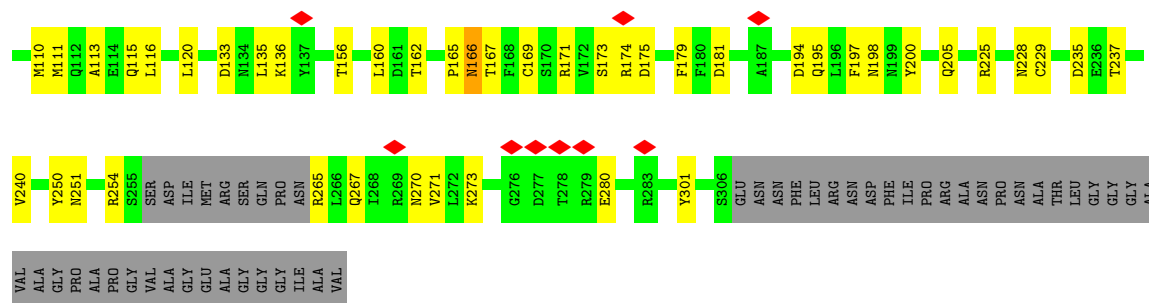 M110 M111 Q112 A113 E114 Q115 L116 L120 D133 N134 L135 K136 Y137 T156 L160 D161 T162 P165 N166 T167 F168 C169 S170 R171 V172 S173 R174 D175 F179 F180 D181 A187 D194 Q195 L196 F197 N198 N199 Y200 Q205 R225 N228 C229 D235 E236 T237
V240 Y250 N251 R254 S255 SER ASP ILE MET ARG SER GLN PRO ASN R265 L266 Q267 I268 R269 N270 V271 L272 K273 G276 D277 T278 R279 E280 R283 Y301 S306 GLU ASN ASN PHE LEU ARG ASN ASP PHE ILE PRO ARG ALA ASN PRO ASN ALA THR LEU GLY GLY GLY ALA
VAL ALA GLY PRO ALA PRO GLY VAL ALA GLY GLU ALA GLY GLY GLY ILE ALA VAL